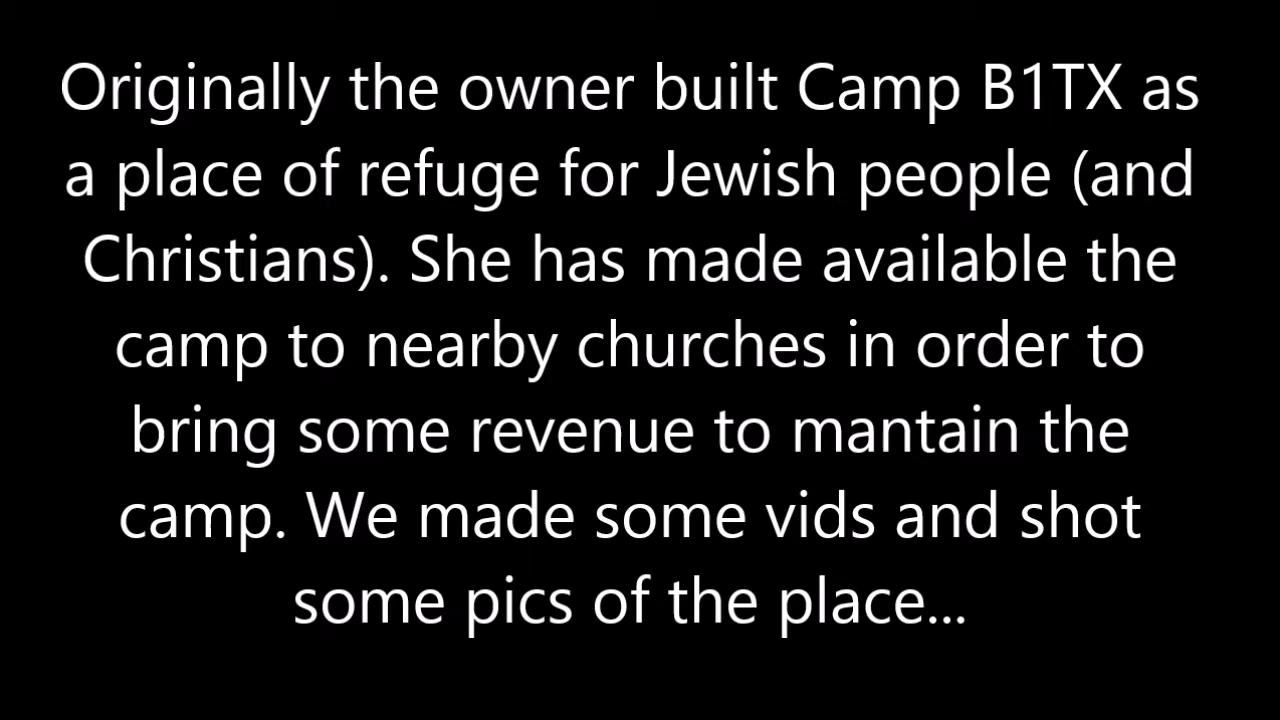 Originally the owner built Camp B1TX as
a place of refuge for Jewish people (and
Christians). She has made available the
camp to nearby churches in order to
bring some revenue to mantain the
camp. We made some vids and shot
some pics of the place...